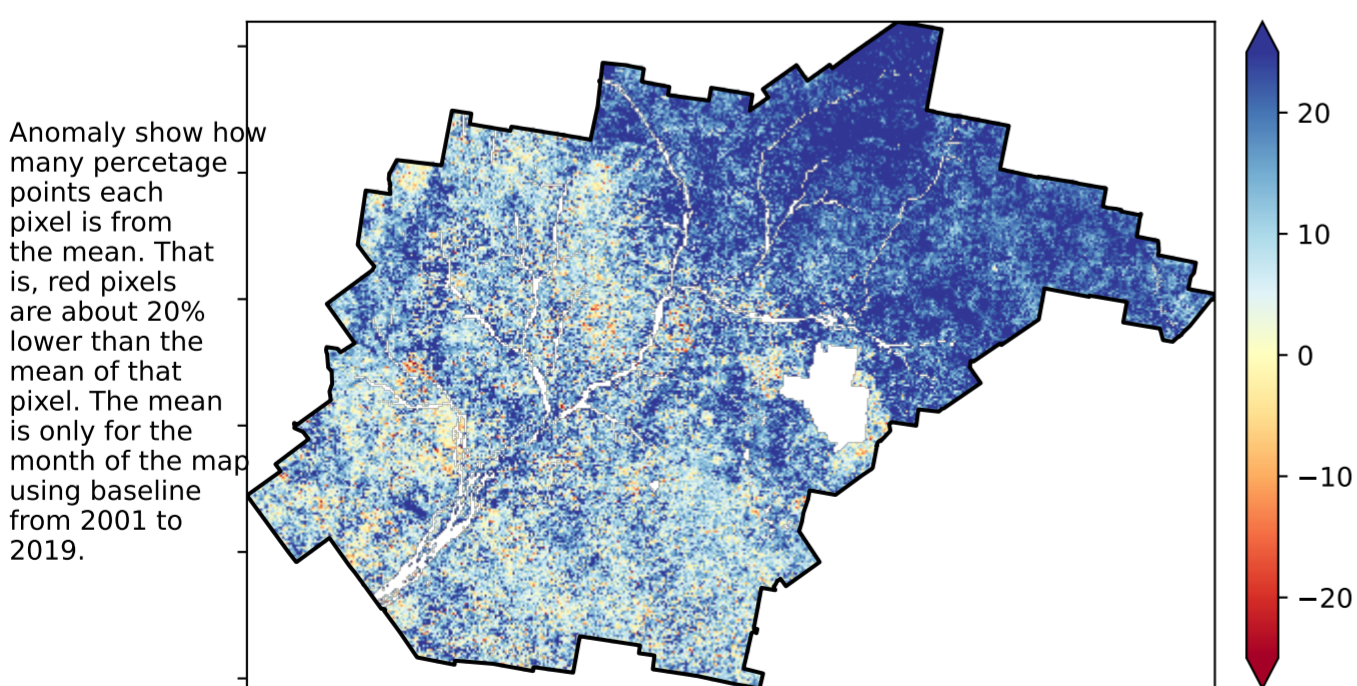 Anomaly show how
many percetage
points each
pixel is from
the mean. That
is, red pixels
are about 20%
lower than the
mean of that
pixel. The mean
is only for the
month of the map
using baseline
from 2001 to
2019.
20
10
0
−10
−20